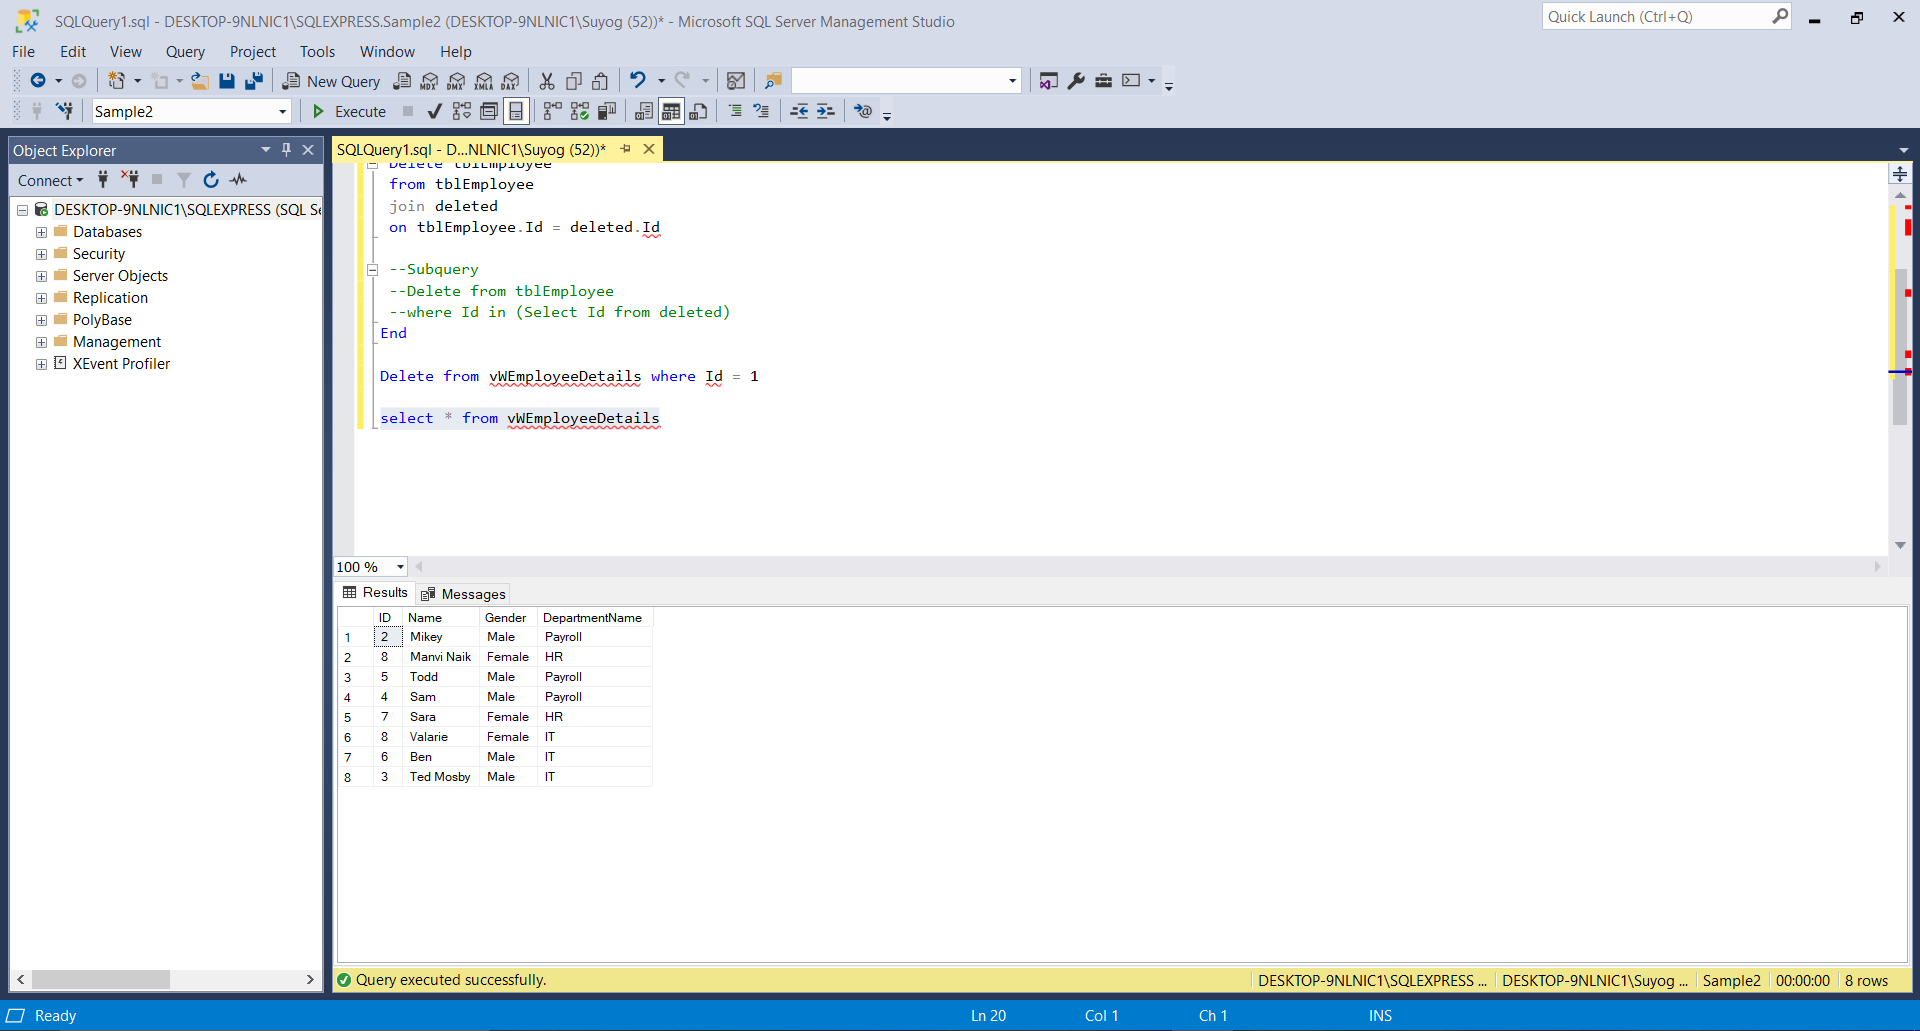 SQLQuery1.sql - DESKTOP-9NLNIC1\SQLEXPRESS.Sample2 (DESKTOP-9NLNIC1\Suyog (52))* - Microsoft SQL Server Management Studio
Quick Launch (Ctrl+Q)
File Edit View Query Project Tools Window Help
New Query MDX DMX XMLA DAX
Sample2 Execute
Object Explorer
SQLQuery1.sql - D...NLNIC1\Suyog (52))*
Connect
DESKTOP-9NLNIC1\SQLEXPRESS (SQL Se
Databases
Security
Server Objects
Replication
PolyBase
Management
XEvent Profiler
Delete tblEmployee
from tblEmployee
join deleted
on tblEmployee.Id = deleted.Id
--Subquery
--Delete from tblEmployee
--where Id in (Select Id from deleted)
End
Delete from vWEmployeeDetails where Id = 1
select * from vWEmployeeDetails
100 %
Results Messages
ID Name Gender DepartmentName
1 2 Mikey Male Payroll
2 8 Manvi Naik Female HR
3 5 Todd Male Payroll
4 4 Sam Male Payroll
5 7 Sara Female HR
6 8 Valarie Female IT
7 6 Ben Male IT
8 3 Ted Mosby Male IT
Query executed successfully. DESKTOP-9NLNIC1\SQLEXPRESS ... DESKTOP-9NLNIC1\Suyog ... Sample2 00:00:00 8 rows
Ready Ln 20 Col 1 Ch 1 INS